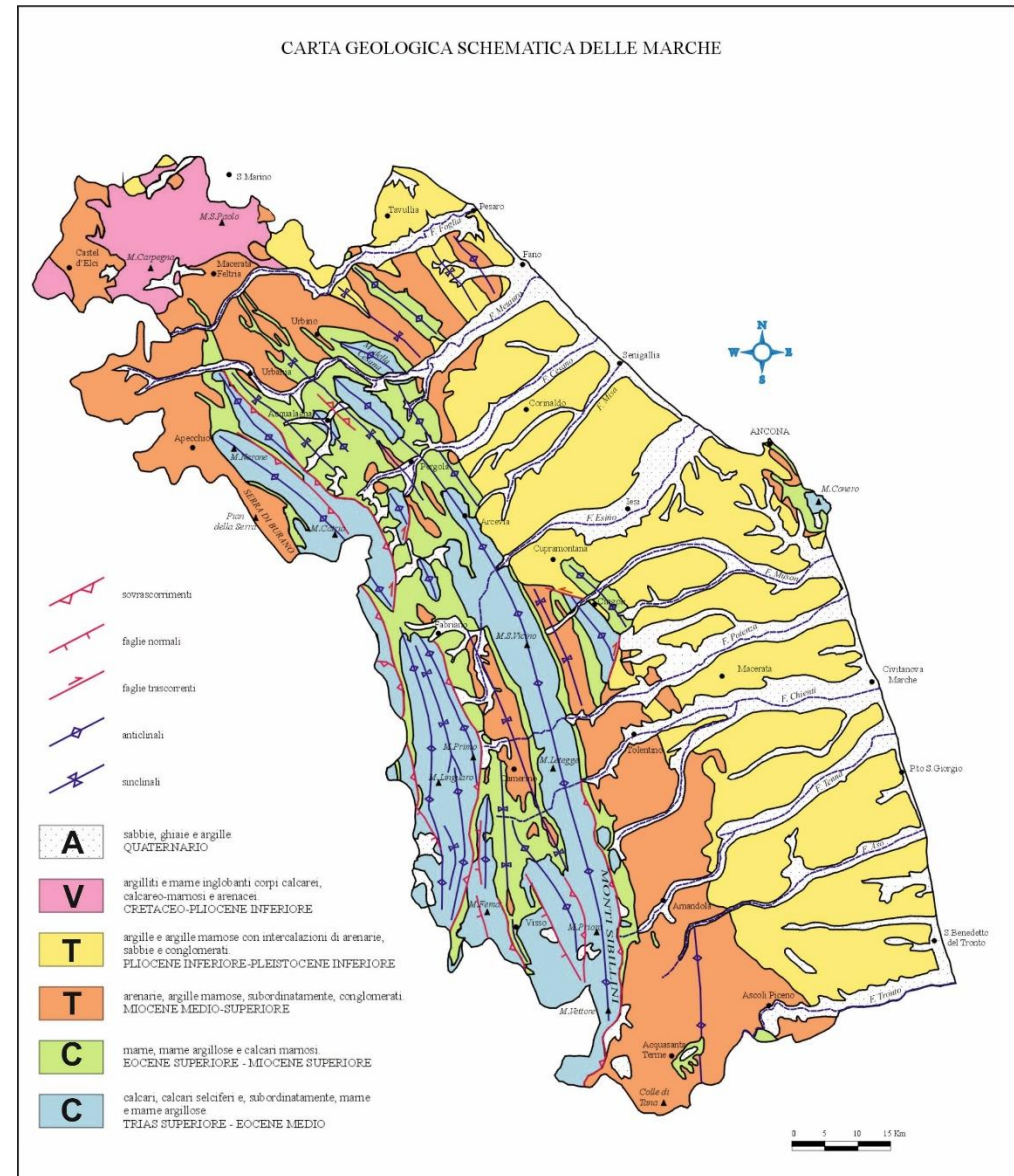 CARTA GEOLOGICA SCHEMATICA DELLE MARCHE
S. Marino
M.S.Paolo
Tavullia
Pesaro
F. Foglia
Castel
d'Elci
M.Carpegna
Macerata
Feltria
Fano
F. Metauro
Urbino
M. della
Cesana
N
W E
S
Senigallia
F. Cesano
F. Misa
Urbania
Acqualagna
Corinaldo
ANCONA
Apecchio
M.Nerone
Pergola
M. Conero
SERRA DI BURANO
Pian
della Serra
M.Catria
Arcevia
Iesi
F. Esino
Cupramontana
F. Musone
sovrascorrimenti
Cingoli
Fabriano
M.S.Vicino
F. Potenza
faglie normali
Macerata
Civitanova
Marche
F. Chienti
faglie trascorrenti
Tolentino
M.Primo
M.Letegge
Camerino
M.Linguaro
P.to S.Giorgio
anticlinali
F. Tenna
sinclinali
F. Aso
A
sabbie, ghiaie e argille
QUATERNARIO
MONTI SIBILLINI
Amandola
M.Fema
Visso
M.Priora
S.Benedetto
del Tronto
V
argilliti e marne inglobanti corpi calcarei,
calcareo-marnosi e arenacei.
CRETACEO-PLIOCENE INFERIORE
T
argille e argille marnose con intercalazioni di arenarie,
sabbie e conglomerati.
PLIOCENE INFERIORE-PLEISTOCENE INFERIORE
M.Vettore
Ascoli Piceno
F. Tronto
T
arenarie, argille marnose, subordinatamente, conglomerati.
MIOCENE MEDIO-SUPERIORE
Acquasanta
Terme
C
marne, marne argillose e calcari marnosi.
EOCENE SUPERIORE - MIOCENE SUPERIORE
Colle di
C
calcari, calcari selciferi e, subordinatamente, marne
e marne argillose
TRIAS SUPERIORE - EOCENE MEDIO
0 5 10 15 Km